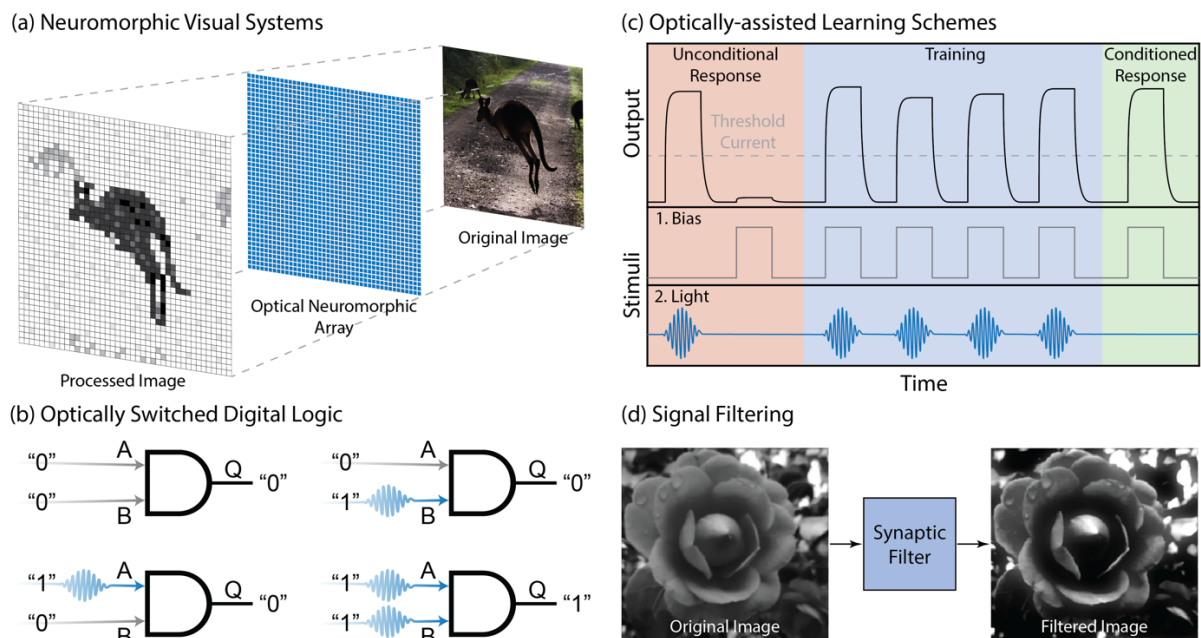 (a) Neuromorphic Visual Systems
Original Image
Optical Neuromorphic
Array
Processed Image
(b) Optically Switched Digital Logic
“0”
A
“0”
B
Q
“0”
“0”
A
“1”
B
Q
“0”
“1”
A
“0”
B
Q
“0”
“1”
A
“1”
B
Q
“1”
(c) Optically-assisted Learning Schemes
Unconditional
Response
Training
Conditioned
Response
Output
Threshold
Current
Stimuli
1. Bias
2. Light
Time
(d) Signal Filtering
Original Image
Synaptic
Filter
Filtered Image